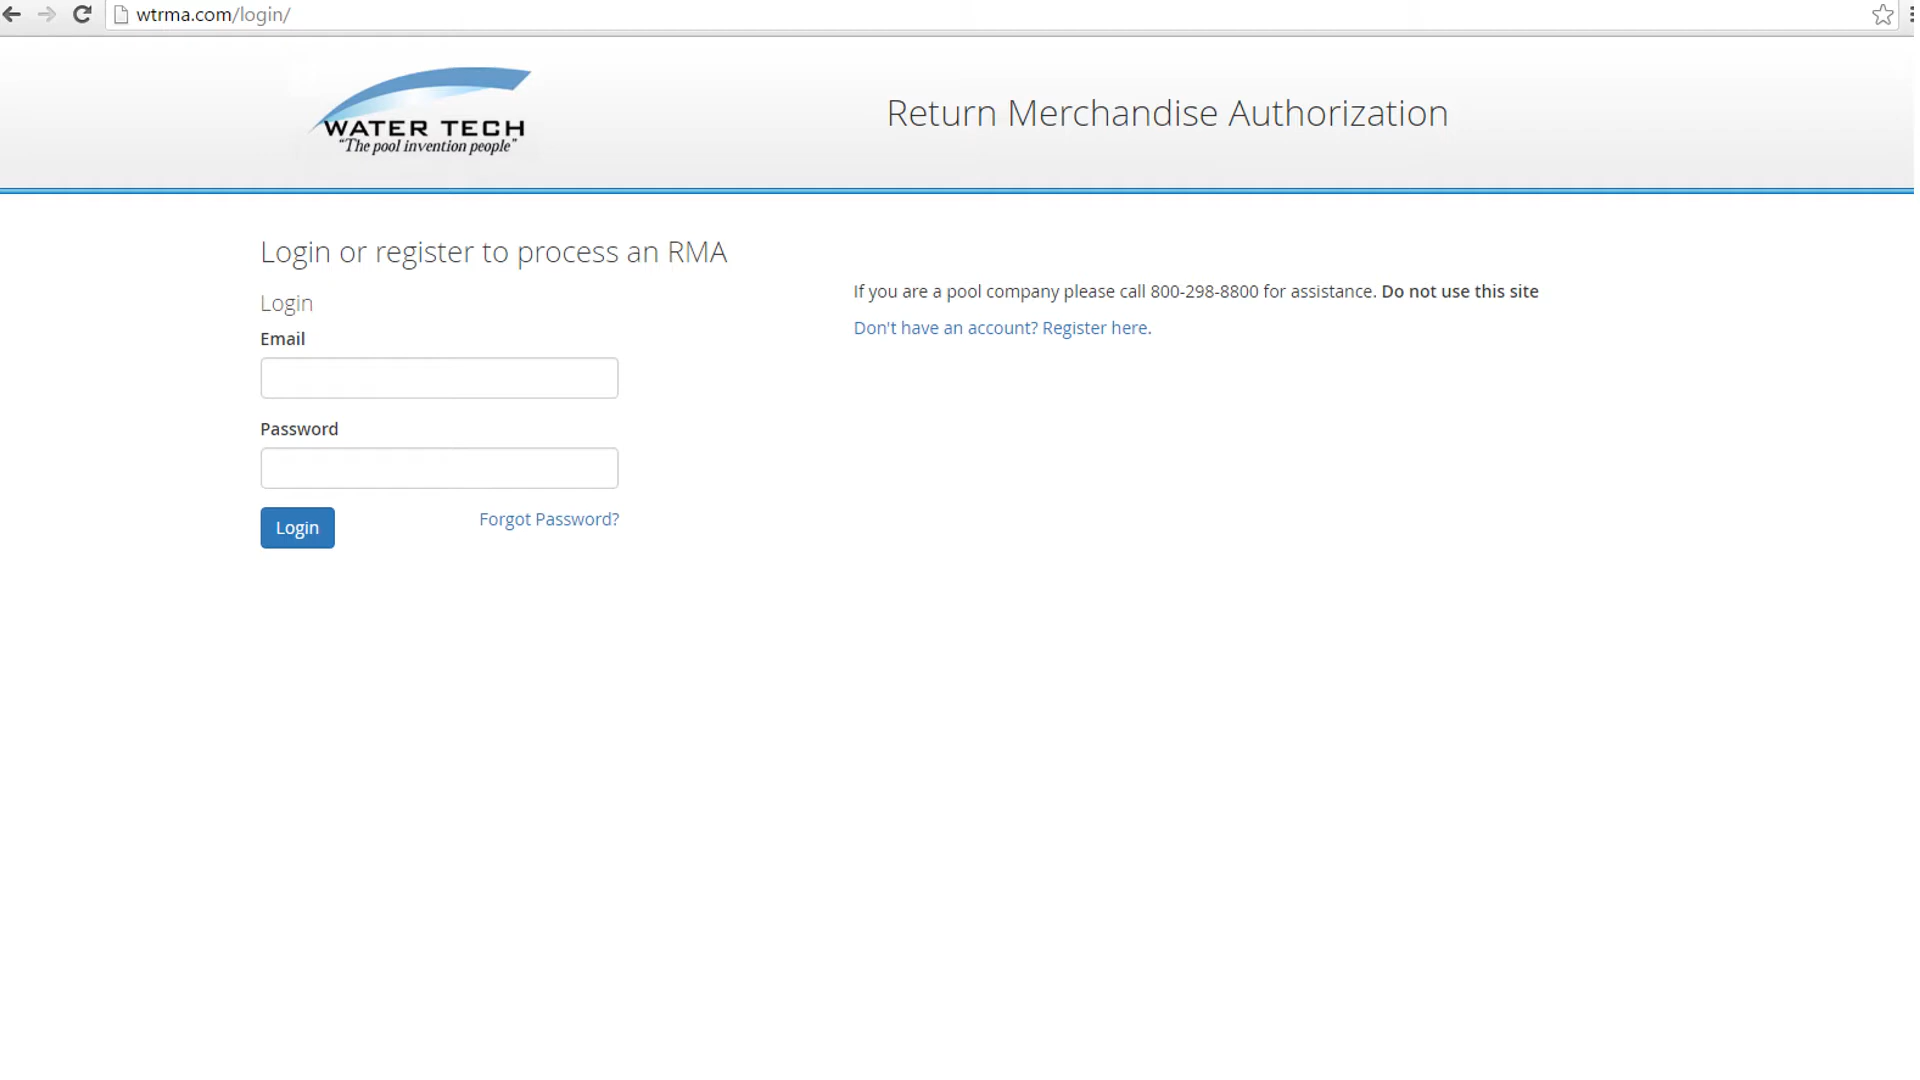 wtrma.com/login/
WATER TECH
"The pool invention people"
Return Merchandise Authorization
Login or register to process an RMA
Login
Email
Password
Login
Forgot Password?
If you are a pool company please call 800-298-8800 for assistance. Do not use this site
Don't have an account? Register here.